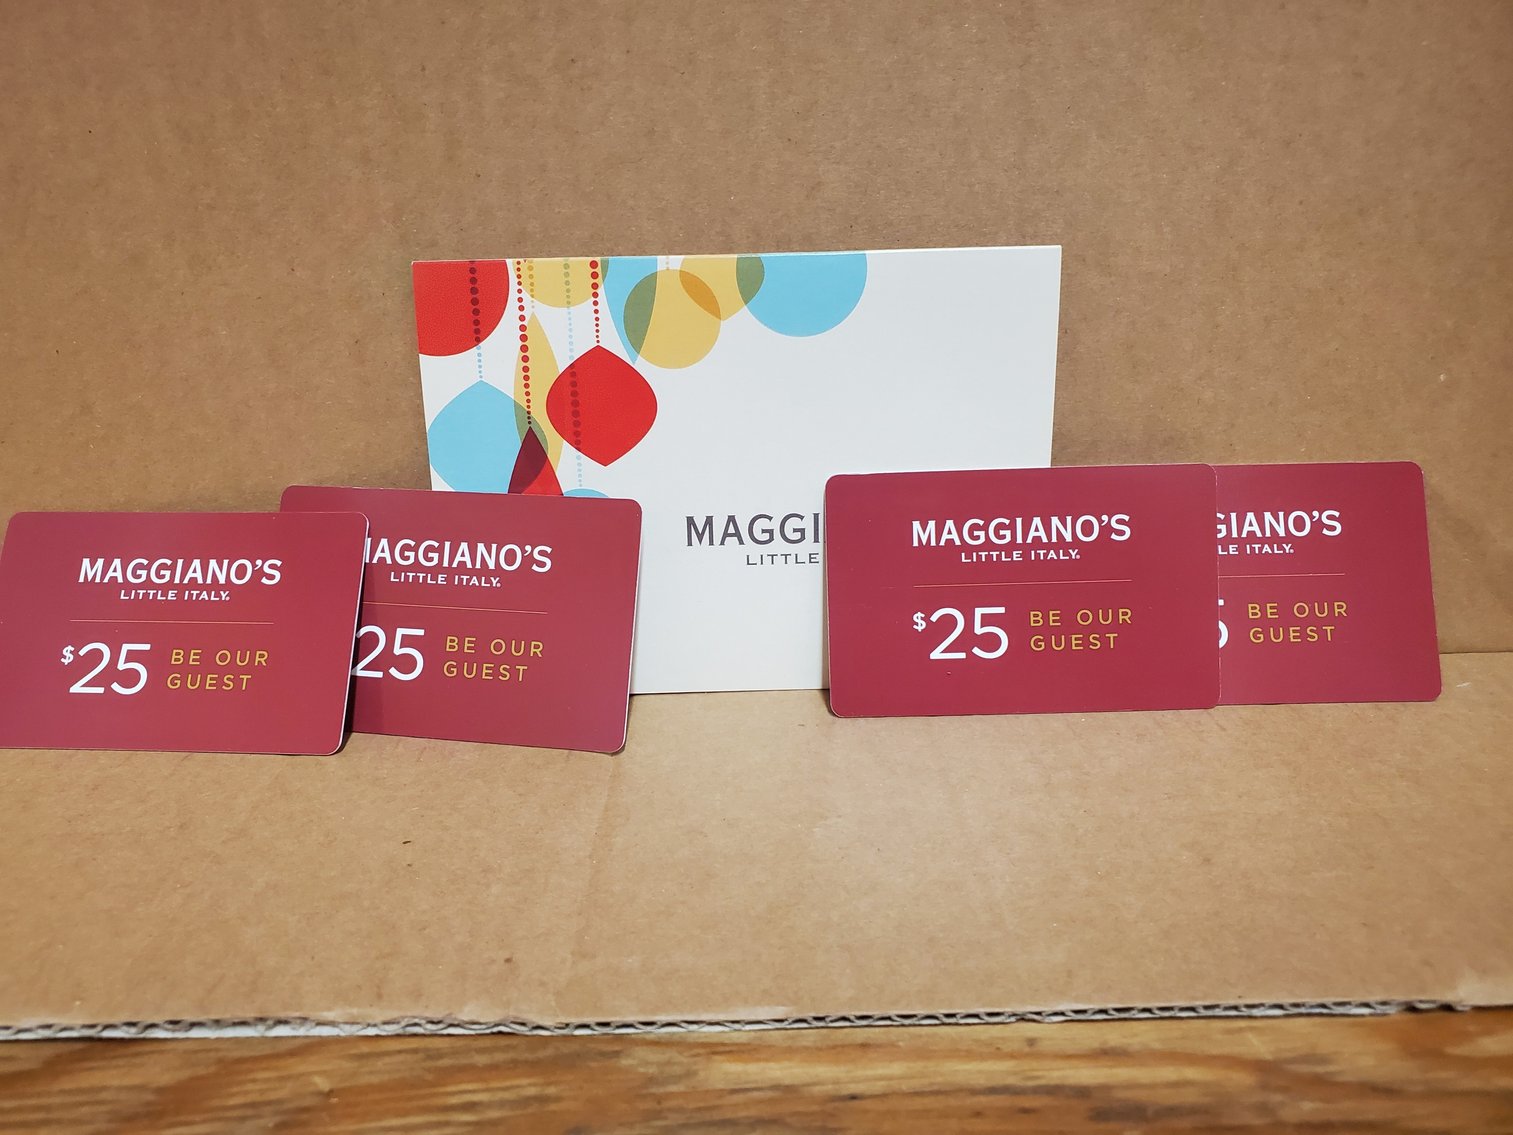 MAGGI
LITTLE
MAGGIANO'S
LITTLE ITALY®
$25 BE OUR
GUEST
AGGIANO'S
LITTLE ITALY®
25 BE OUR
GUEST
MAGGIANO'S
LITTLE ITALY®
$25 BE OUR
GUEST
GIANO'S
LE ITALY®
5 BE OUR
GUEST